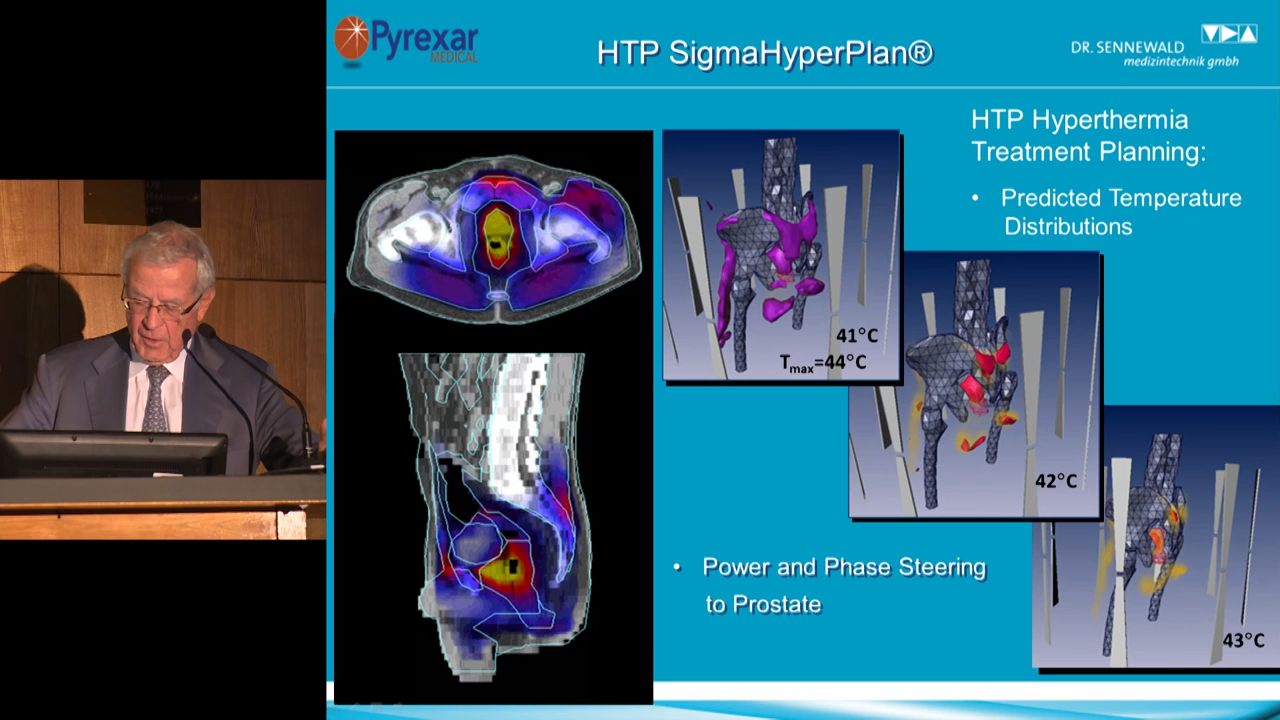 Pyrexar
MEDICAL
HTP SigmaHyperPlan®
DR. SENNEWALD
medizintechnik gmbh
HTP Hyperthermia
Treatment Planning:
• Predicted Temperature
Distributions
41°C
Tmax=44°C
42°C
43°C
• Power and Phase Steering
to Prostate